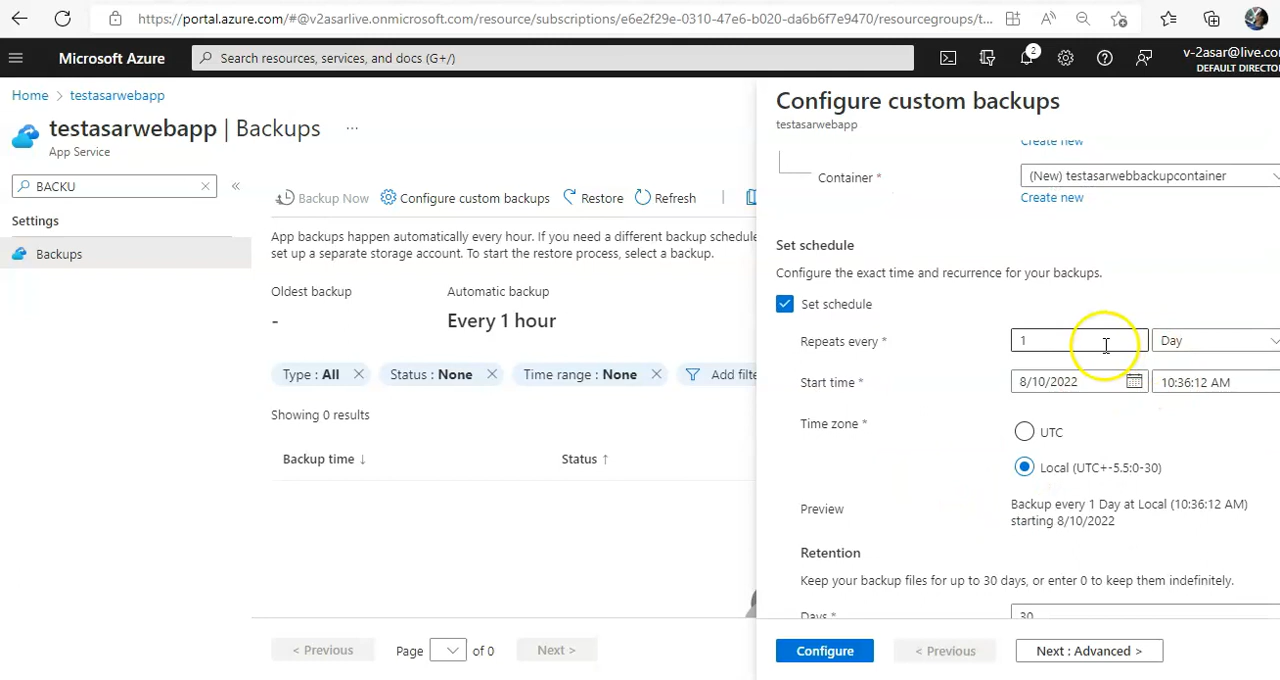 https://portal.azure.com/#@v2asarlive.onmicrosoft.com/resource/subscriptions/e6e2f29e-0310-47e6-b020-da6b6f7e9470/resourcegroups/t...
Microsoft Azure
Search resources, services, and docs (G+/)
2
v-2asar@live.co
DEFAULT DIRECTO
Home > testasarwebapp
testasarwebapp | Backups ...
App Service
BACKU
Settings
Backups
Backup Now
Configure custom backups
Restore
Refresh
App backups happen automatically every hour. If you need a different backup schedule
set up a separate storage account. To start the restore process, select a backup.
Oldest backup
Automatic backup
-
Every 1 hour
Type : All
Status : None
Time range : None
Add filte
Showing 0 results
Backup time ↓
Status ↑
< Previous
Page
of 0
Next >
Configure custom backups
testasarwebapp
Create new
Container *
(New) testasarwebbackupcontainer
Create new
Set schedule
Configure the exact time and recurrence for your backups.
Set schedule
Repeats every *
1
Day
Start time *
8/10/2022
10:36:12 AM
Time zone *
UTC
Local (UTC+-5.5:0-30)
Preview
Backup every 1 Day at Local (10:36:12 AM)
starting 8/10/2022
Retention
Keep your backup files for up to 30 days, or enter 0 to keep them indefinitely.
Days *
30
Configure
< Previous
Next : Advanced >